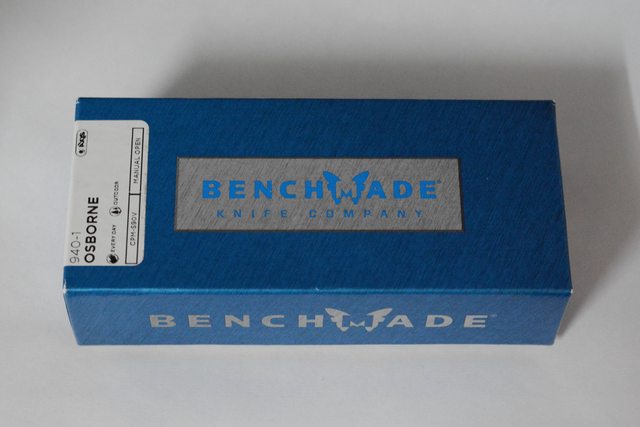 BENCHMADE
KNIFE COMPANY
BENCHMADE
940-1
OSBORNE
EVERYDAY
OUTDOOR
CPM-S90V
MANUAL OPEN